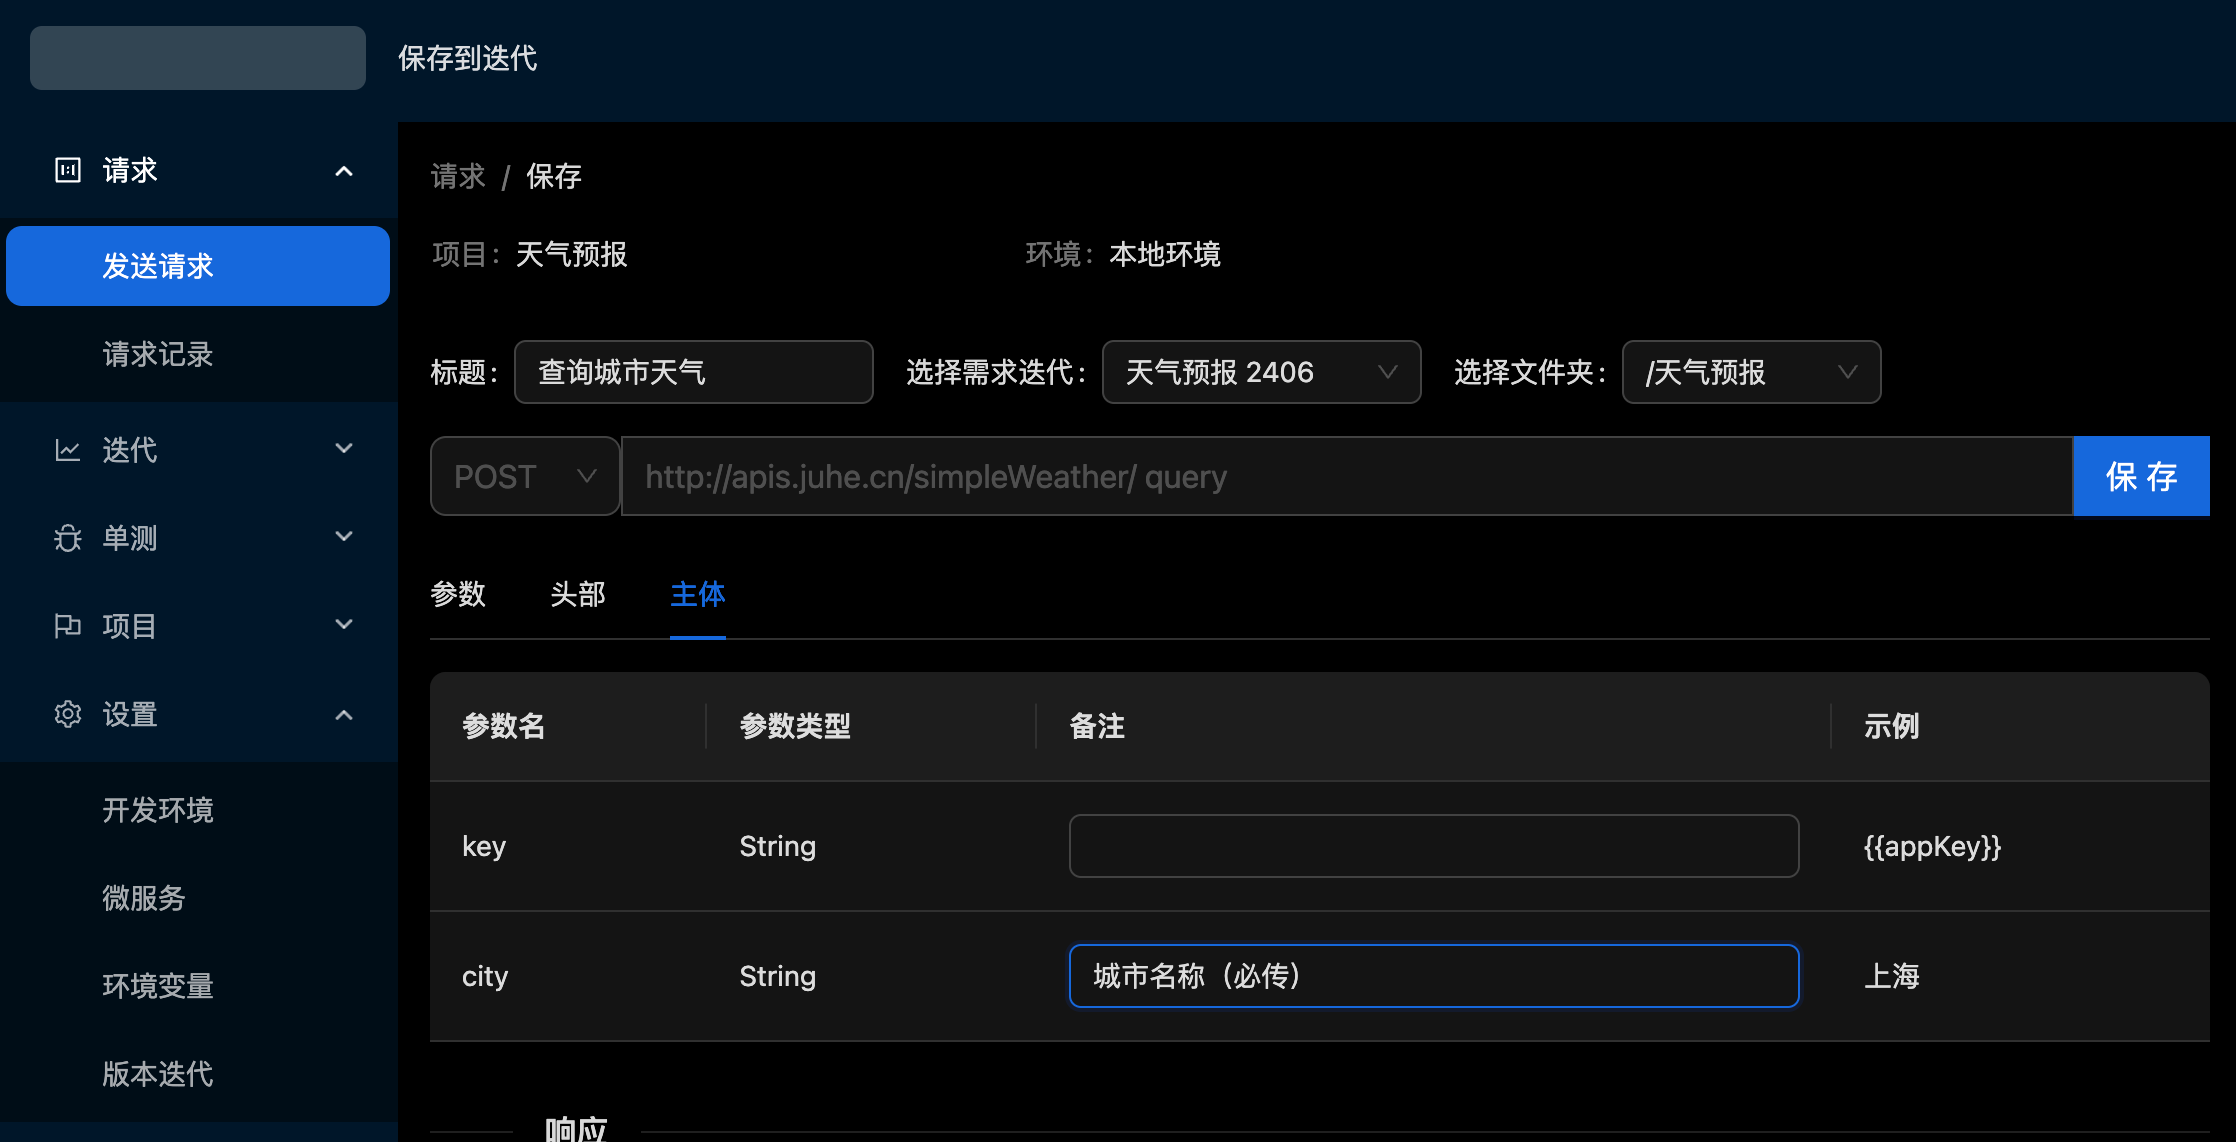 保存到迭代
请求
发送请求
请求记录
迭代
单测
项目
设置
开发环境
微服务
环境变量
版本迭代
请求 / 保存
项目: 天气预报 环境: 本地环境
标题: 查询城市天气 选择需求迭代: 天气预报 2406 选择文件夹: /天气预报
POST http://apis.juhe.cn/simpleWeather/ query 保 存
参数 头部 主体
参数名 参数类型 备注 示例
key String {{appKey}}
city String 城市名称（必传） 上海
响应